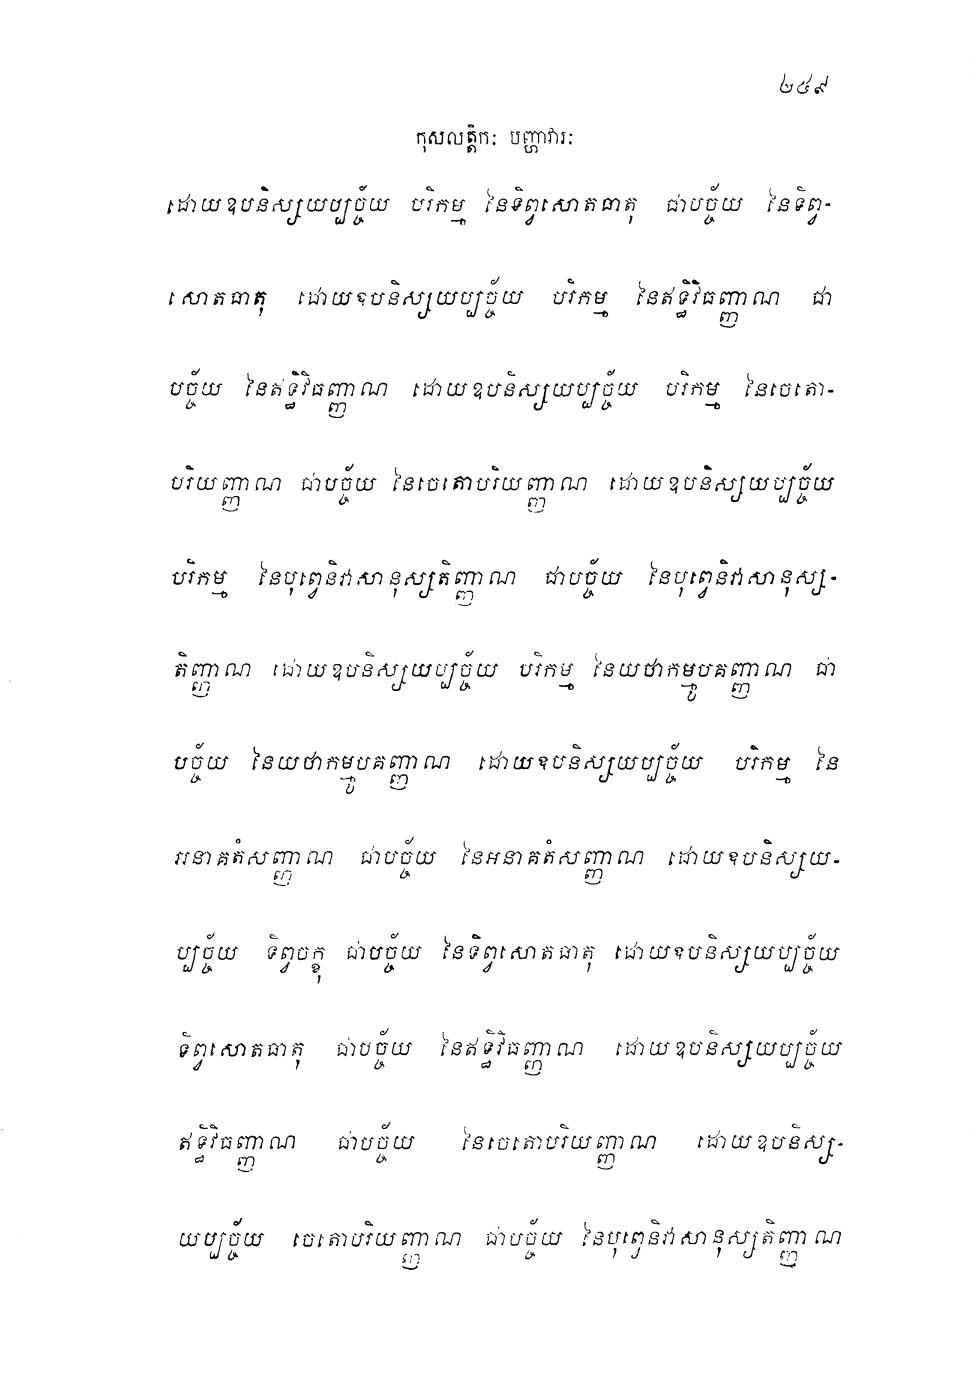 ២៤៩
កុសលត្តិកៈ បញ្ហាវារៈ
ដោយឧបនិស្សយប្បច្ច័យ បរិកម្ម នៃទិព្វសោតធាតុ ជាបច្ច័យ នៃទិព្វ-
សោតធាតុ ដោយឧបនិស្សយប្បច្ច័យ បរិកម្ម នៃឥទ្ធិវិធញ្ញាណ ជា
បច្ច័យ នៃឥទ្ធិវិធញ្ញាណ ដោយឧបនិស្សយប្បច្ច័យ បរិកម្ម នៃចេតោ-
បរិយញ្ញាណ ជាបច្ច័យ នៃចេតោបរិយញ្ញាណ ដោយឧបនិស្សយប្បច្ច័យ
បរិកម្ម នៃបុព្វេនិវាសានុស្សតិញ្ញាណ ជាបច្ច័យ នៃបុព្វេនិវាសានុស្ស-
តិញ្ញាណ ដោយឧបនិស្សយប្បច្ច័យ បរិកម្ម នៃយថាកម្មូបគញ្ញាណ ជា
បច្ច័យ នៃយថាកម្មូបគញ្ញាណ ដោយឧបនិស្សយប្បច្ច័យ បរិកម្ម នៃ
អនាគតំសញ្ញាណ ជាបច្ច័យ នៃអនាគតំសញ្ញាណ ដោយឧបនិស្សយ-
ប្បច្ច័យ ទិព្វចក្ខុ ជាបច្ច័យ នៃទិព្វសោតធាតុ ដោយឧបនិស្សយប្បច្ច័យ
ទិព្វសោតធាតុ ជាបច្ច័យ នៃឥទ្ធិវិធញ្ញាណ ដោយឧបនិស្សយប្បច្ច័យ
ឥទ្ធិវិធញ្ញាណ ជាបច្ច័យ នៃចេតោបរិយញ្ញាណ ដោយឧបនិស្ស-
យប្បច្ច័យ ចេតោបរិយញ្ញាណ ជាបច្ច័យ នៃបុព្វេនិវាសានុស្សតិញ្ញាណ